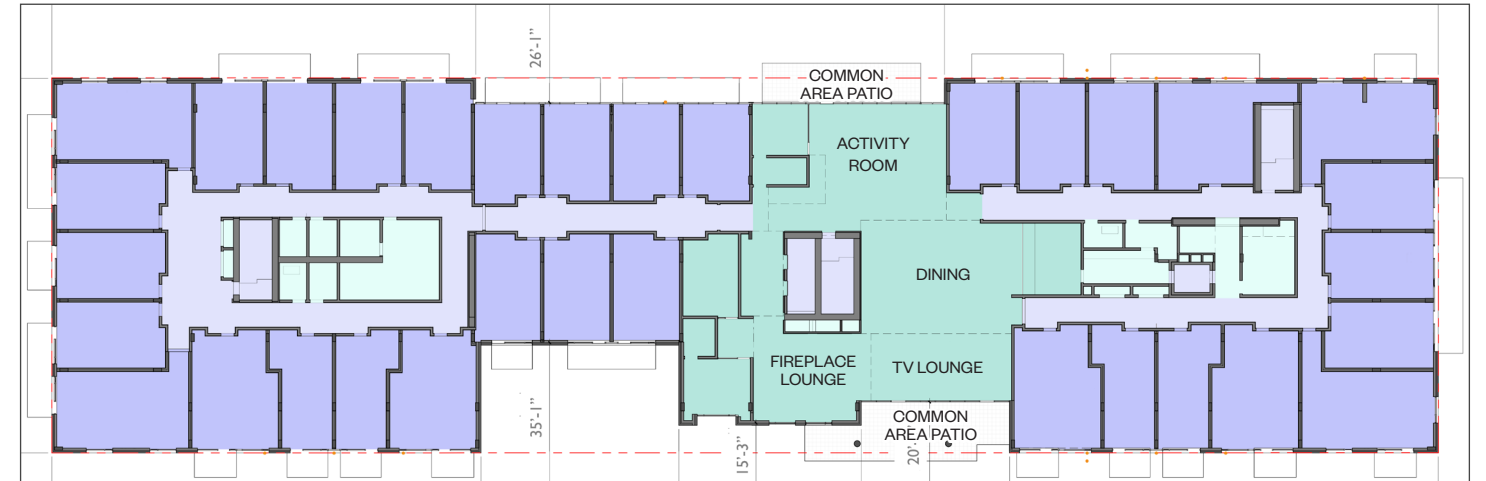 26'-1"
COMMON
AREA PATIO
ACTIVITY
ROOM
DINING
FIREPLACE
LOUNGE
TV LOUNGE
COMMON
AREA PATIO
35'-1"
15'-3"
20'